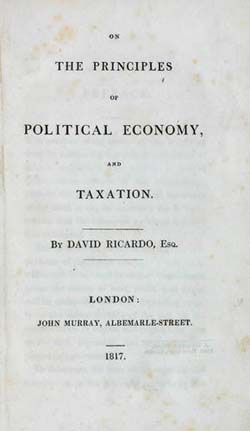 ON
THE PRINCIPLES
OF
POLITICAL ECONOMY,
AND
TAXATION.
BY DAVID RICARDO, ESQ.
LONDON:
JOHN MURRAY, ALBEMARLE-STREET.
1817.